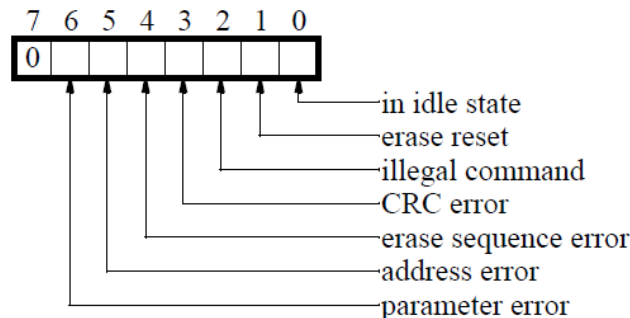 7 6 5 4 3 2 1 0
0
in idle state
erase reset
illegal command
CRC error
erase sequence error
address error
parameter error